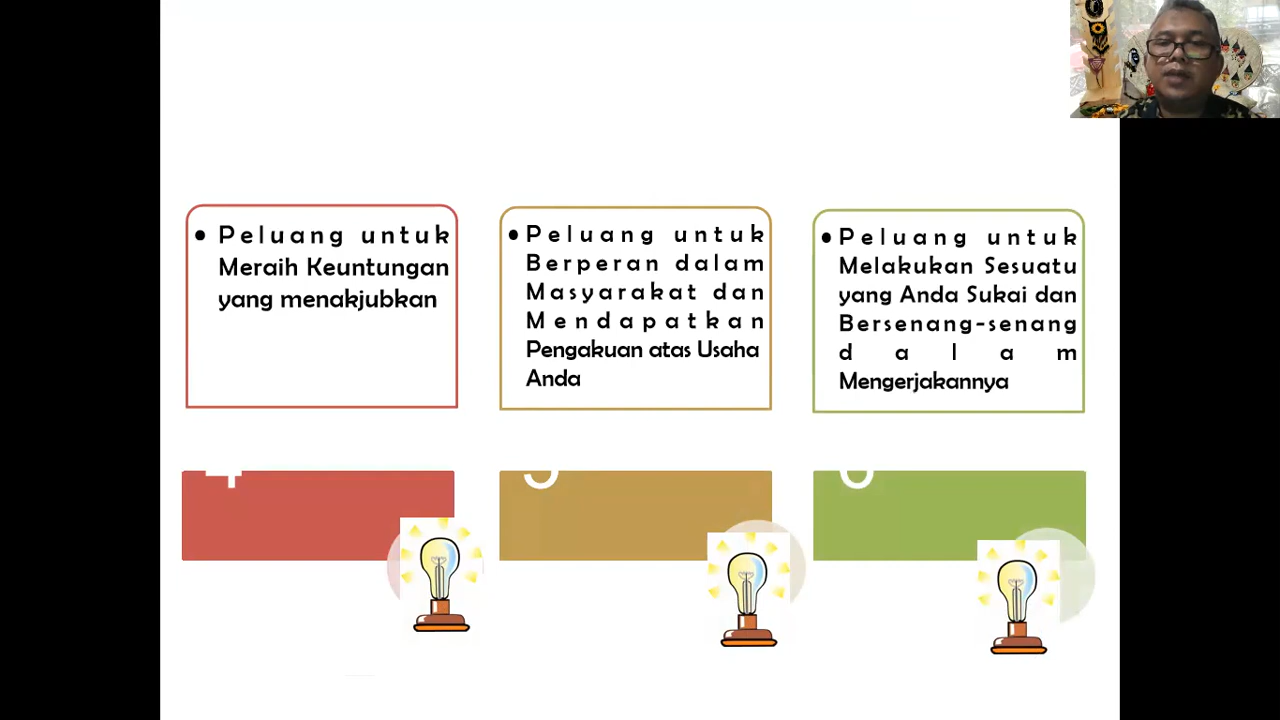 • Peluang untuk
Meraih Keuntungan
yang menakjubkan
• Peluang untuk
Berperan dalam
Masyarakat dan
Mendapatkan
Pengakuan atas Usaha
Anda
• Peluang untuk
Melakukan Sesuatu
yang Anda Sukai dan
Bersenang-senang
dalam
Mengerjakannya